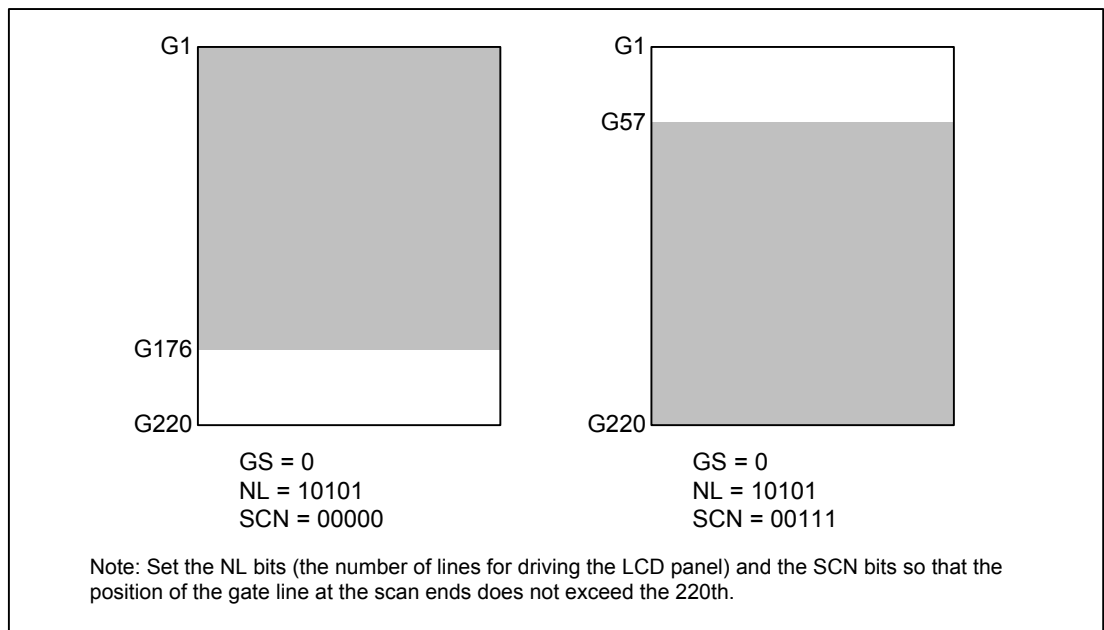 G1
G176
G220
GS = 0
NL = 10101
SCN = 00000
G1
G57
G220
GS = 0
NL = 10101
SCN = 00111
Note: Set the NL bits (the number of lines for driving the LCD panel) and the SCN bits so that the
position of the gate line at the scan ends does not exceed the 220th.